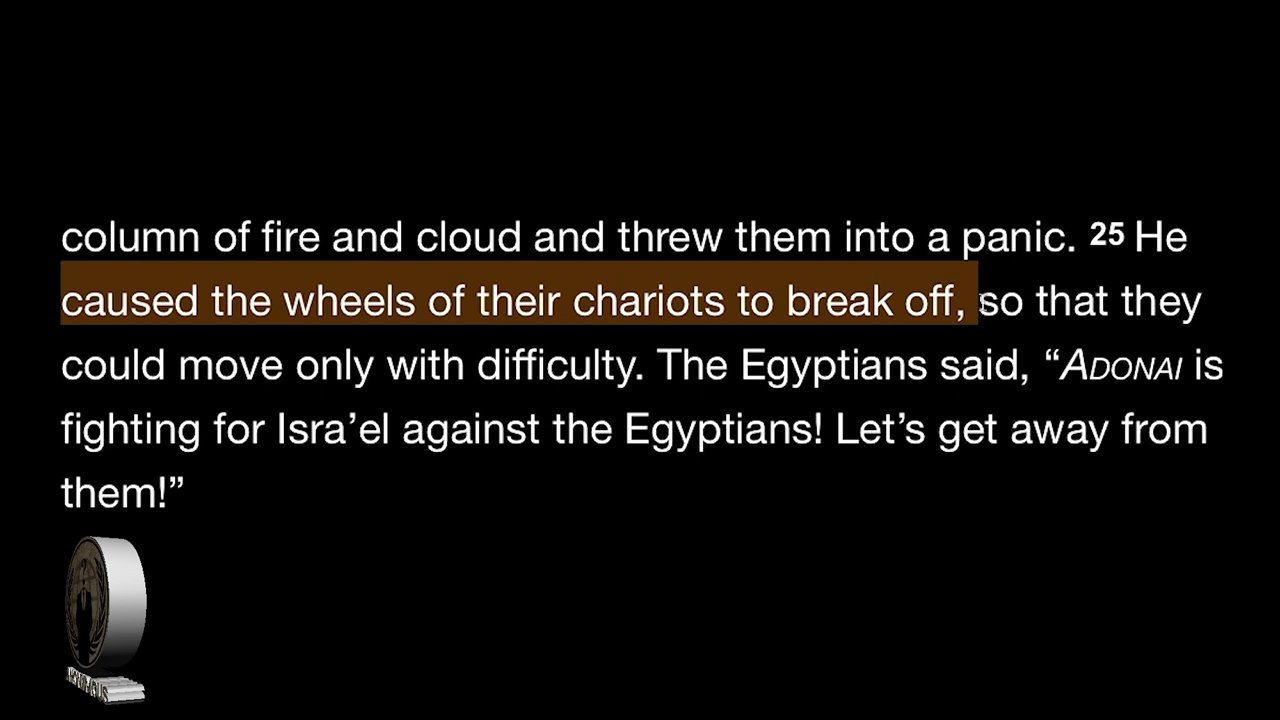 column of fire and cloud and threw them into a panic. 25 He
caused the wheels of their chariots to break off, so that they
could move only with difficulty. The Egyptians said, “ADONAI is
fighting for Isra’el against the Egyptians! Let’s get away from
them!”